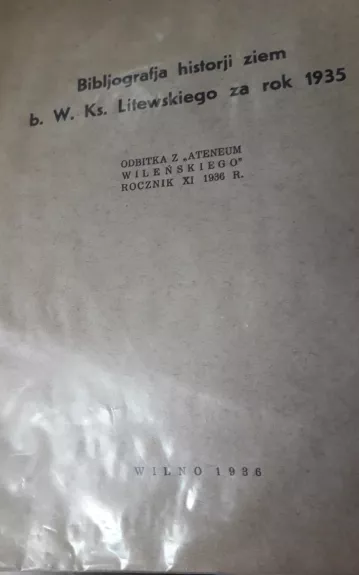 Bibljografja historji ziem
b. W. Ks. Litewskiego za rok 1935
ODBITKA Z „ATENEUM
WILEŃSKIEGO"
ROCZNIK XI 1936 R.
WILNO 1936